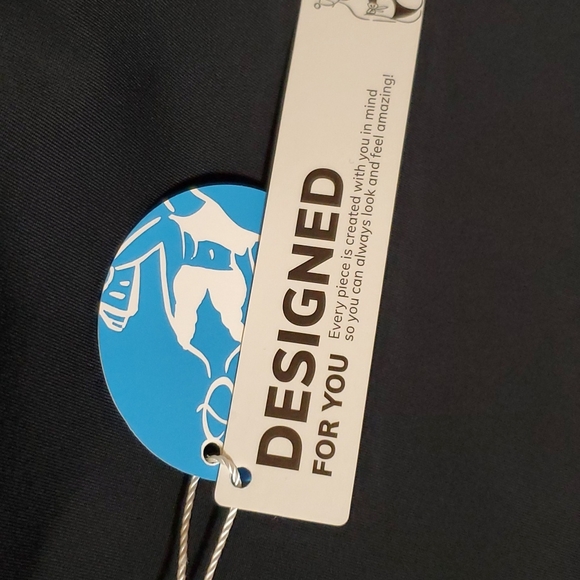 DESIGNED
FOR YOU
Every piece is created with you in mind
so you can always look and feel amazing!